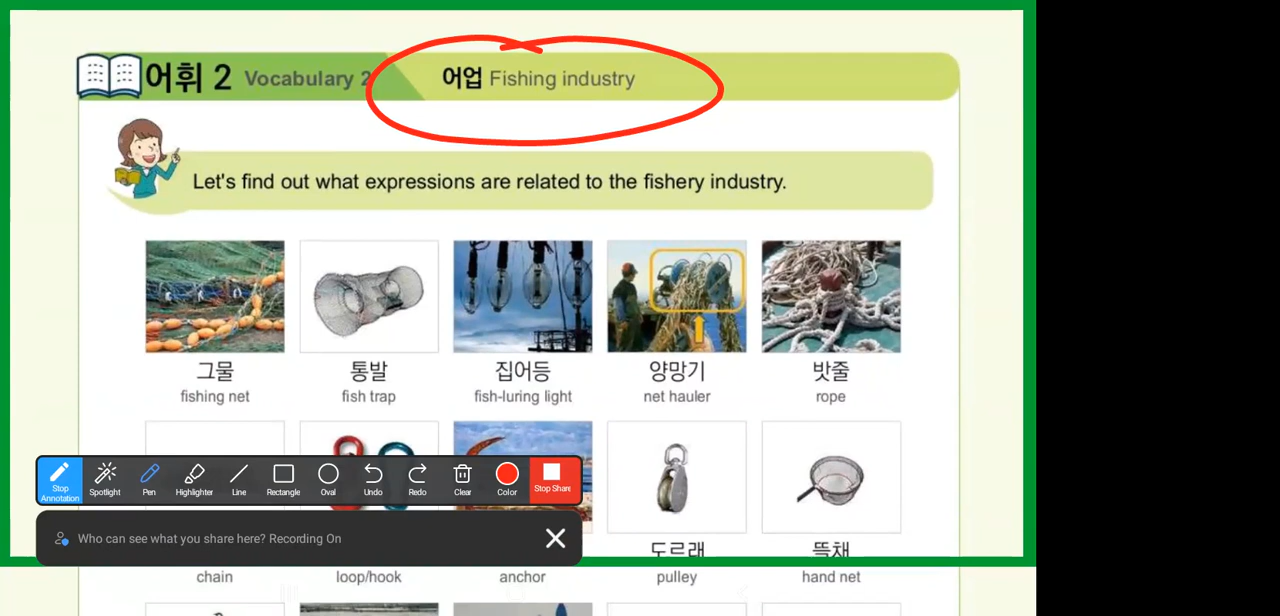 어휘 2 Vocabulary 2 어업 Fishing industry
Let's find out what expressions are related to the fishery industry.
그물 통발 집어등 양망기 밧줄
fishing net fish trap fish-luring light net hauler rope
Stop Annotation Spotlight Pen Highlighter Line Rectangle Oval Undo Redo Clear Color Stop Share
Who can see what you share here? Recording On
도르래 뜰채
chain loop/hook anchor pulley hand net